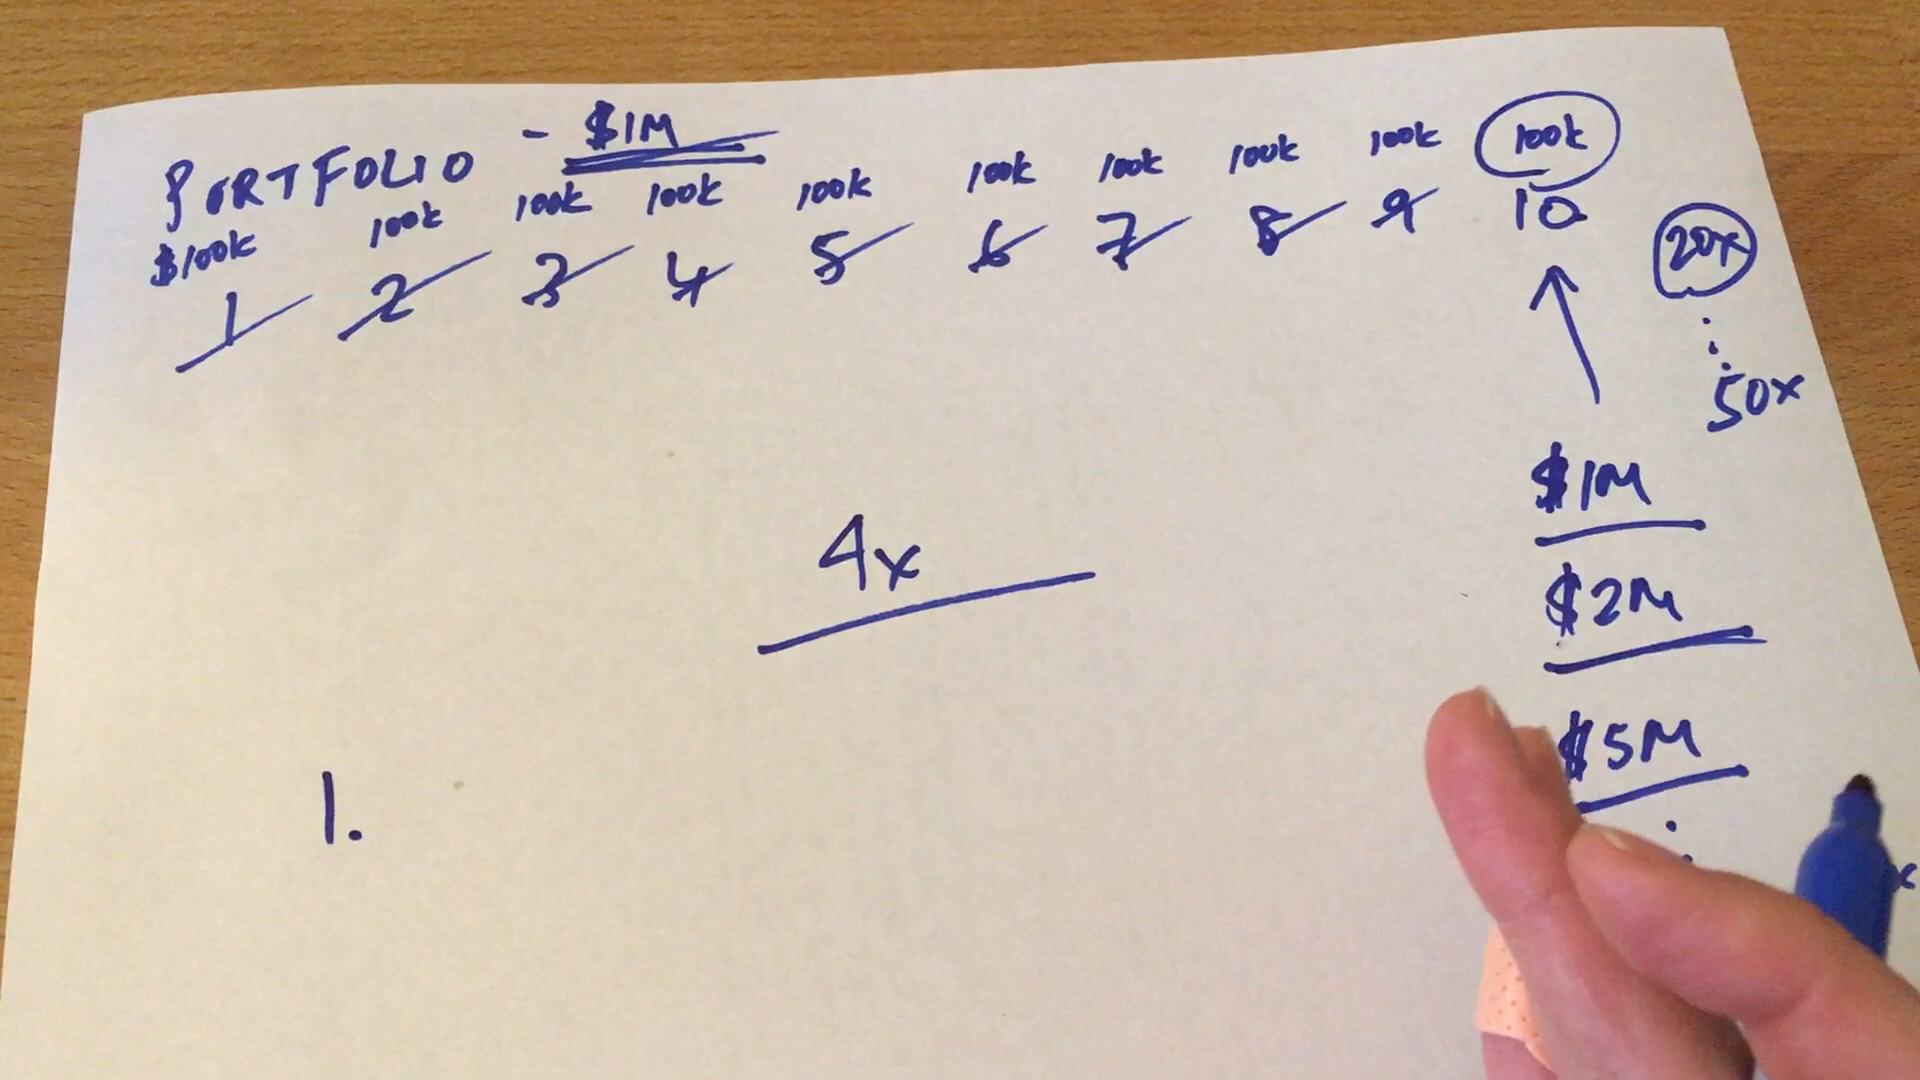 PORTFOLIO - $1M
$100k 100k 100k 100k 100k 100k 100k 100k 100k 100k
1 2 3 4 5 6 7 8 9 10
20x
50x
$1M
4x
$2M
$5M
1.